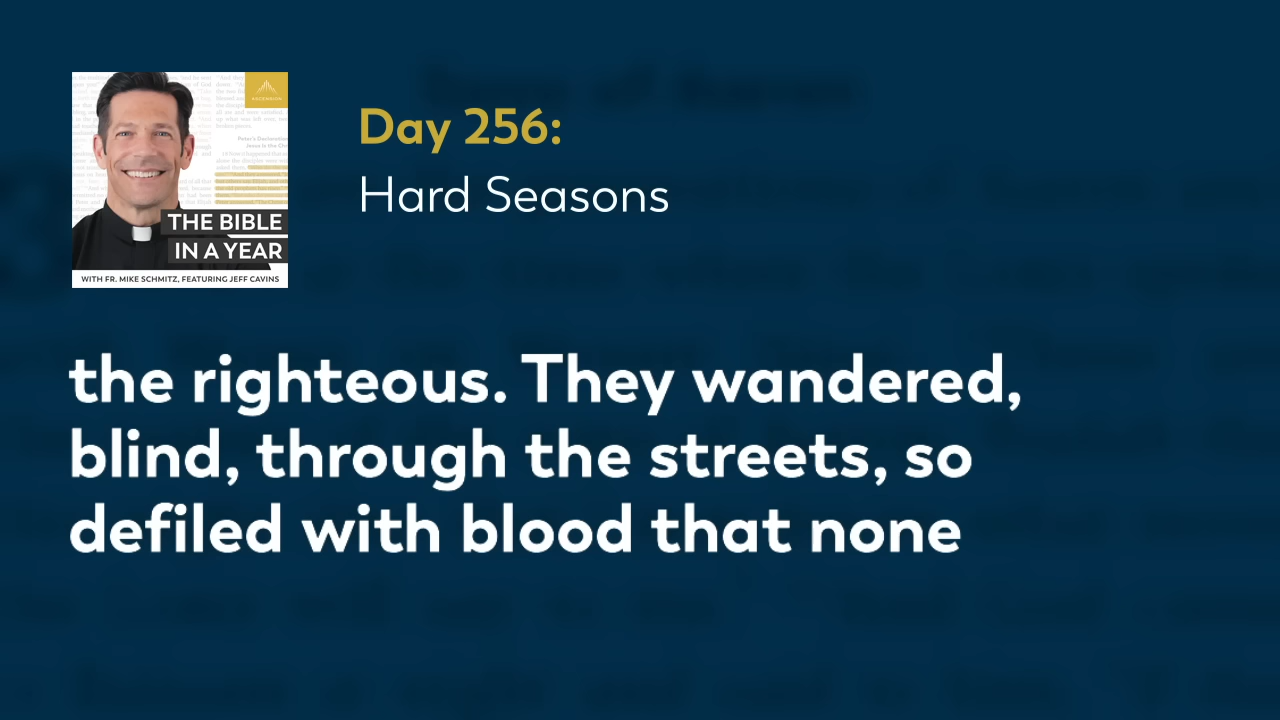 Day 256:
Hard Seasons
ASCENSION
THE BIBLE
IN A YEAR
WITH FR. MIKE SCHMITZ, FEATURING JEFF CAVINS
the righteous. They wandered,
blind, through the streets, so
defiled with blood that none